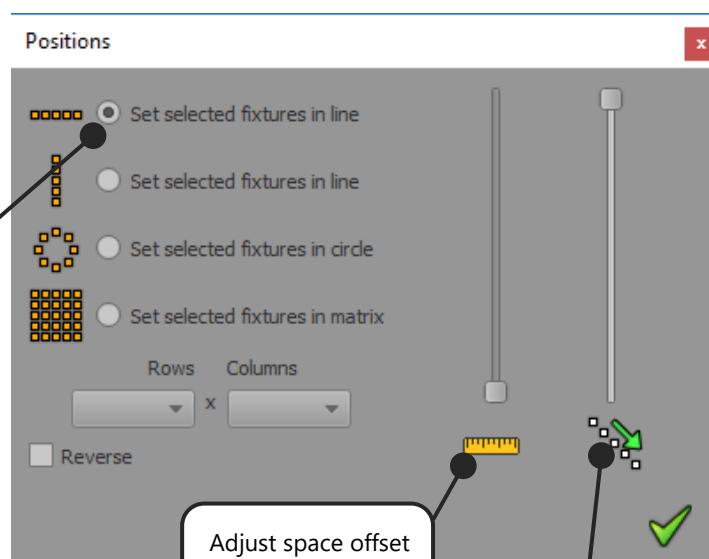 Positions
x
Set selected fixtures in line
Set selected fixtures in line
Set selected fixtures in circle
Set selected fixtures in matrix
Rows Columns
x
Reverse
Adjust space offset